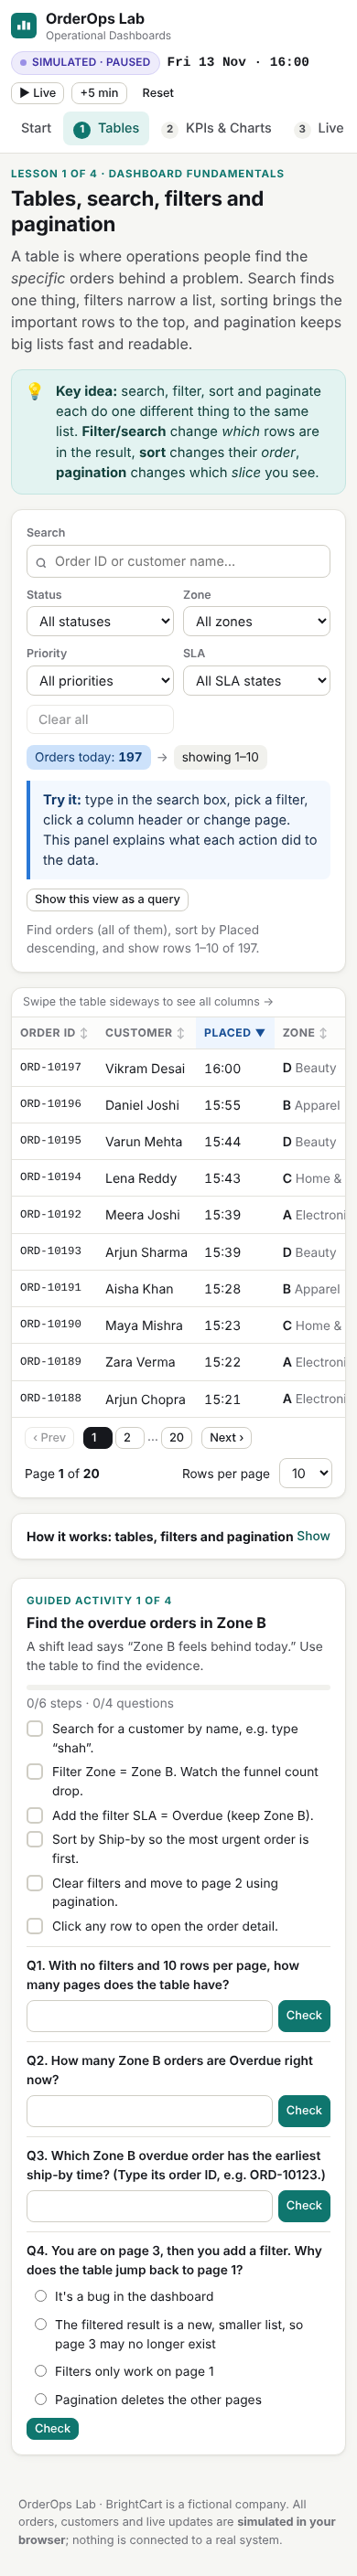 OrderOps Lab
Operational Dashboards
SIMULATED · PAUSED Fri 13 Nov · 16:00
▶ Live +5 min Reset
Start 1 Tables 2 KPIs & Charts 3 Live
LESSON 1 OF 4 · DASHBOARD FUNDAMENTALS
Tables, search, filters and
pagination
A table is where operations people find the
specific orders behind a problem. Search finds
one thing, filters narrow a list, sorting brings the
important rows to the top, and pagination keeps
big lists fast and readable.
💡 Key idea: search, filter, sort and paginate
each do one different thing to the same
list. Filter/search change which rows are
in the result, sort changes their order,
pagination changes which slice you see.
Search
Order ID or customer name...
Status Zone
All statuses All zones
Priority SLA
All priorities All SLA states
Clear all
Orders today: 197 → showing 1–10
Try it: type in the search box, pick a filter,
click a column header or change page.
This panel explains what each action did to
the data.
Show this view as a query
Find orders (all of them), sort by Placed
descending, and show rows 1–10 of 197.
Swipe the table sideways to see all columns →
ORDER ID ↕ CUSTOMER ↕ PLACED ▼ ZONE ↕
ORD-10197 Vikram Desai 16:00 D Beauty
ORD-10196 Daniel Joshi 15:55 B Apparel
ORD-10195 Varun Mehta 15:44 D Beauty
ORD-10194 Lena Reddy 15:43 C Home &
ORD-10192 Meera Joshi 15:39 A Electroni
ORD-10193 Arjun Sharma 15:39 D Beauty
ORD-10191 Aisha Khan 15:28 B Apparel
ORD-10190 Maya Mishra 15:23 C Home &
ORD-10189 Zara Verma 15:22 A Electroni
ORD-10188 Arjun Chopra 15:21 A Electroni
‹ Prev 1 2 ... 20 Next ›
Page 1 of 20 Rows per page 10
How it works: tables, filters and pagination Show
GUIDED ACTIVITY 1 OF 4
Find the overdue orders in Zone B
A shift lead says “Zone B feels behind today.” Use
the table to find the evidence.
0/6 steps · 0/4 questions
Search for a customer by name, e.g. type
“shah”.
Filter Zone = Zone B. Watch the funnel count
drop.
Add the filter SLA = Overdue (keep Zone B).
Sort by Ship-by so the most urgent order is
first.
Clear filters and move to page 2 using
pagination.
Click any row to open the order detail.
Q1. With no filters and 10 rows per page, how
many pages does the table have?
Check
Q2. How many Zone B orders are Overdue right
now?
Check
Q3. Which Zone B overdue order has the earliest
ship-by time? (Type its order ID, e.g. ORD-10123.)
Check
Q4. You are on page 3, then you add a filter. Why
does the table jump back to page 1?
It's a bug in the dashboard
The filtered result is a new, smaller list, so
page 3 may no longer exist
Filters only work on page 1
Pagination deletes the other pages
Check
OrderOps Lab · BrightCart is a fictional company. All
orders, customers and live updates are simulated in your
browser; nothing is connected to a real system.